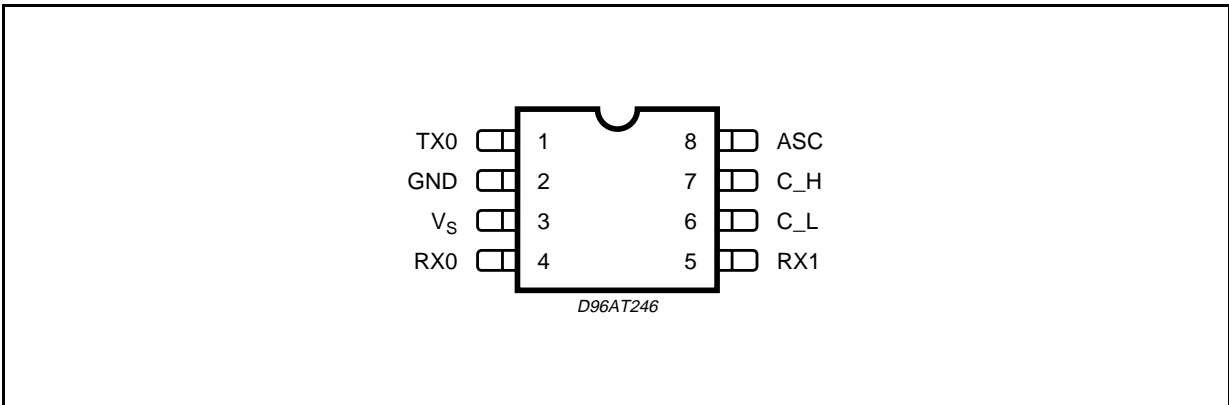 TX0 1 8 ASC
GND 2 7 C_H
VS 3 6 C_L
RX0 4 5 RX1
D96AT246